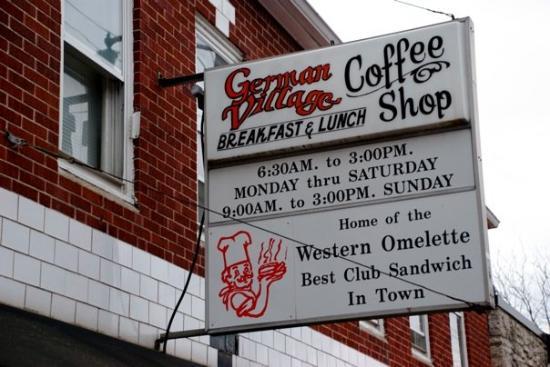 German Village Coffee Shop
BREAKFAST & LUNCH
6:30AM. to 3:00PM.
MONDAY thru SATURDAY
9:00AM. to 3:00PM. SUNDAY
Home of the
Western Omelette
Best Club Sandwich
In Town